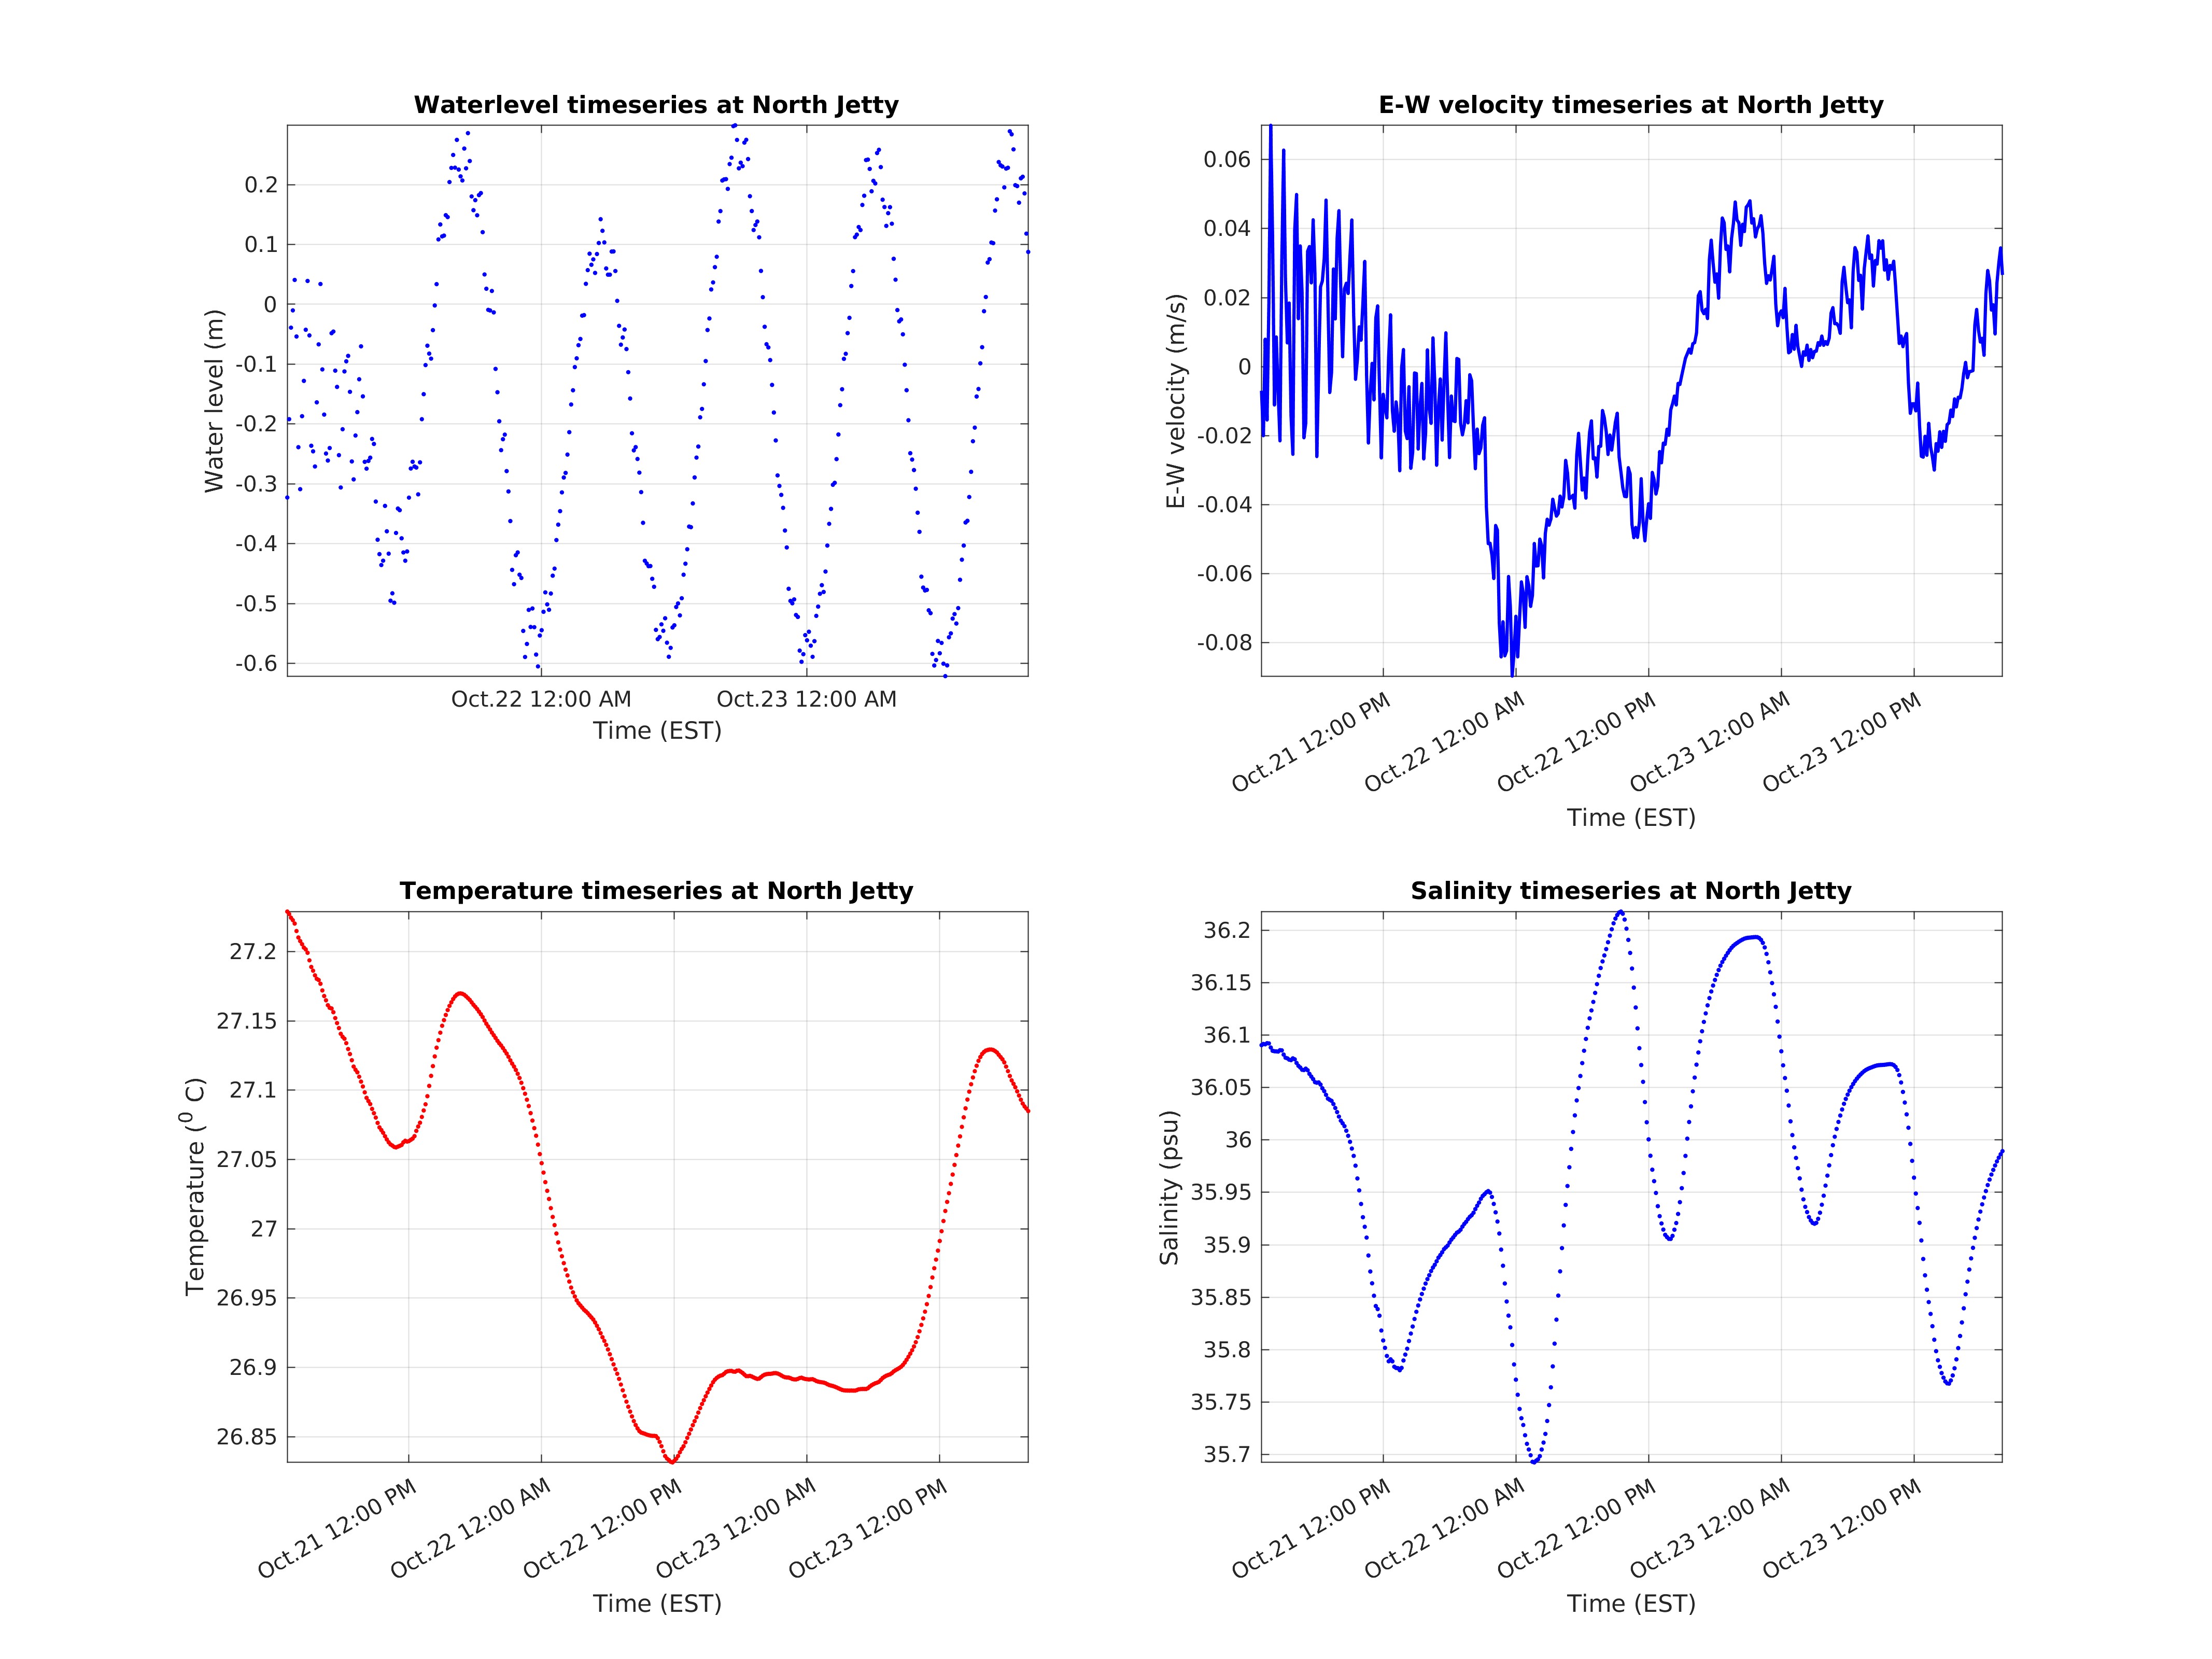 Waterlevel timeseries at North Jetty
0.2
0.1
0
-0.1
-0.2
-0.3
-0.4
-0.5
-0.6
Water level (m)
Oct.22 12:00 AM
Oct.23 12:00 AM
Time (EST)
E-W velocity timeseries at North Jetty
0.06
0.04
0.02
0
-0.02
-0.04
-0.06
-0.08
E-W velocity (m/s)
Oct.21 12:00 PM
Oct.22 12:00 AM
Oct.22 12:00 PM
Oct.23 12:00 AM
Oct.23 12:00 PM
Time (EST)
Temperature timeseries at North Jetty
27.2
27.15
27.1
27.05
27
26.95
26.9
26.85
Temperature (⁰ C)
Oct.21 12:00 PM
Oct.22 12:00 AM
Oct.22 12:00 PM
Oct.23 12:00 AM
Oct.23 12:00 PM
Time (EST)
Salinity timeseries at North Jetty
36.2
36.15
36.1
36.05
36
35.95
35.9
35.85
35.8
35.75
35.7
Salinity (psu)
Oct.21 12:00 PM
Oct.22 12:00 AM
Oct.22 12:00 PM
Oct.23 12:00 AM
Oct.23 12:00 PM
Time (EST)